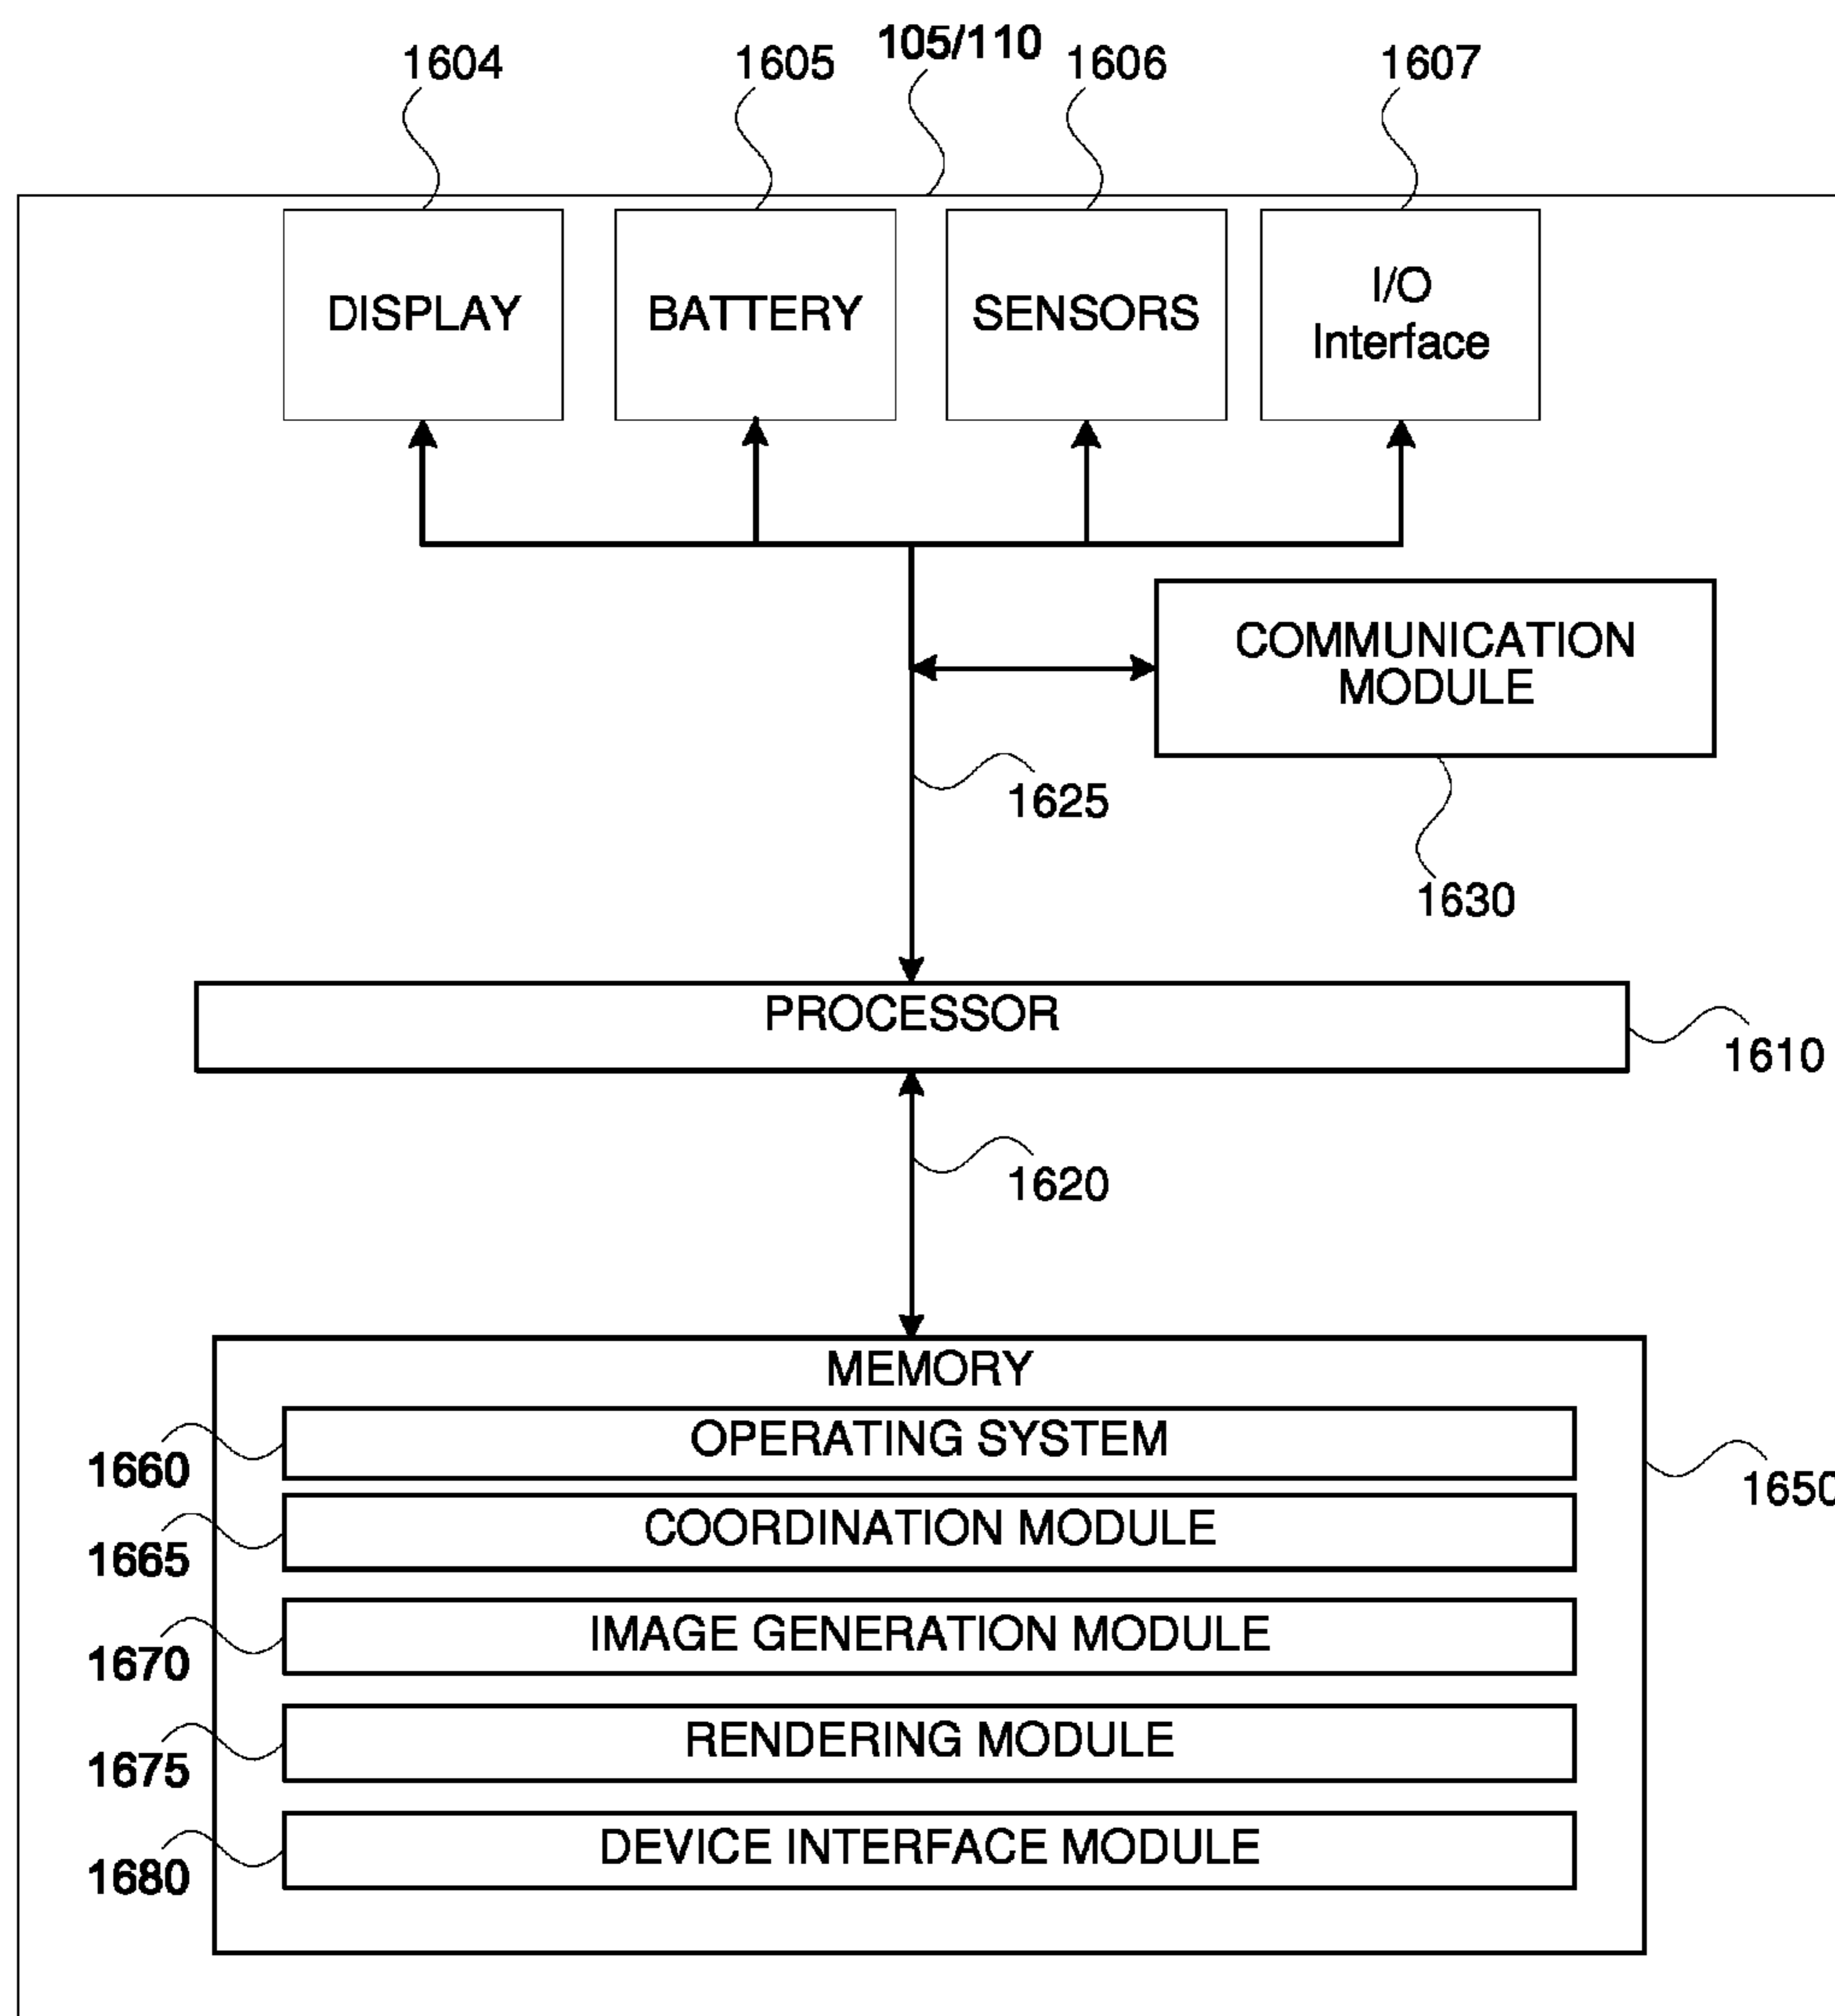 1604
1605
105/110
1606
1607
DISPLAY
BATTERY
SENSORS
I/O
Interface
COMMUNICATION
MODULE
1625
1630
PROCESSOR
1610
1620
MEMORY
OPERATING SYSTEM
1660
1650
COORDINATION MODULE
1665
IMAGE GENERATION MODULE
1670
RENDERING MODULE
1675
DEVICE INTERFACE MODULE
1680